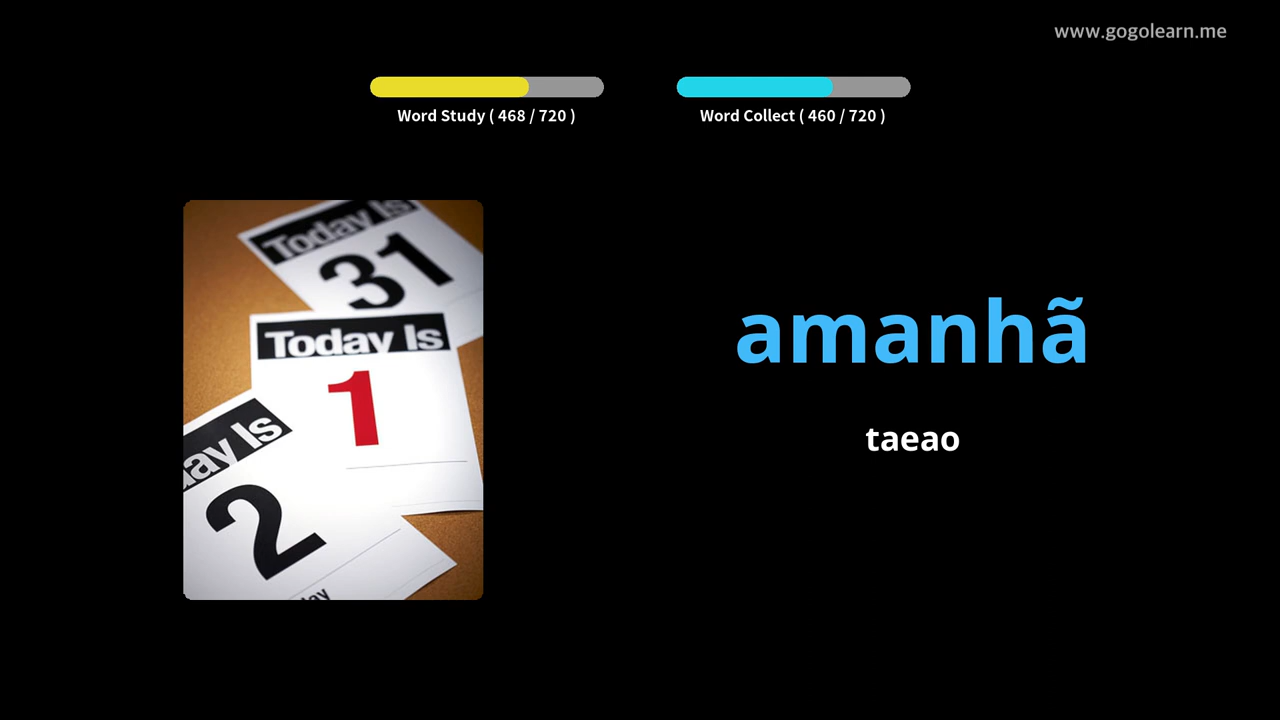 www.gogolearn.me
Word Study ( 468 / 720 )
Word Collect ( 460 / 720 )
Today Is
31
Today Is
1
ay Is
2
amanhã
taeao